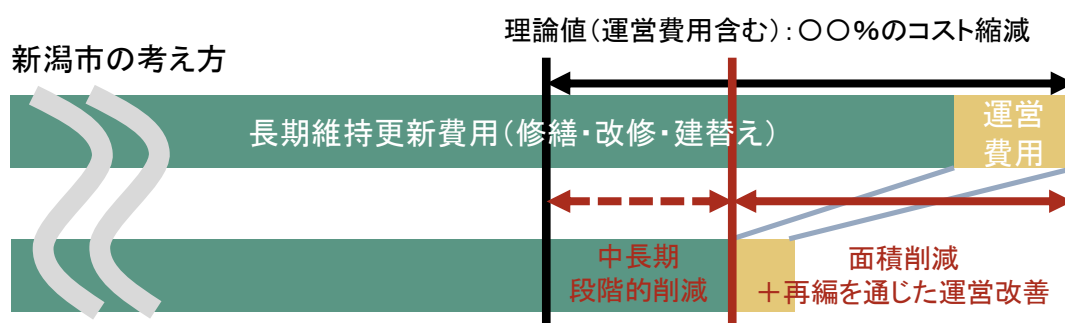 理論値（運営費用含む）：〇〇%のコスト縮減
新潟市の考え方
長期維持更新費用（修繕・改修・建替え）
運営
費用
中長期
段階的削減
面積削減
＋再編を通じた運営改善